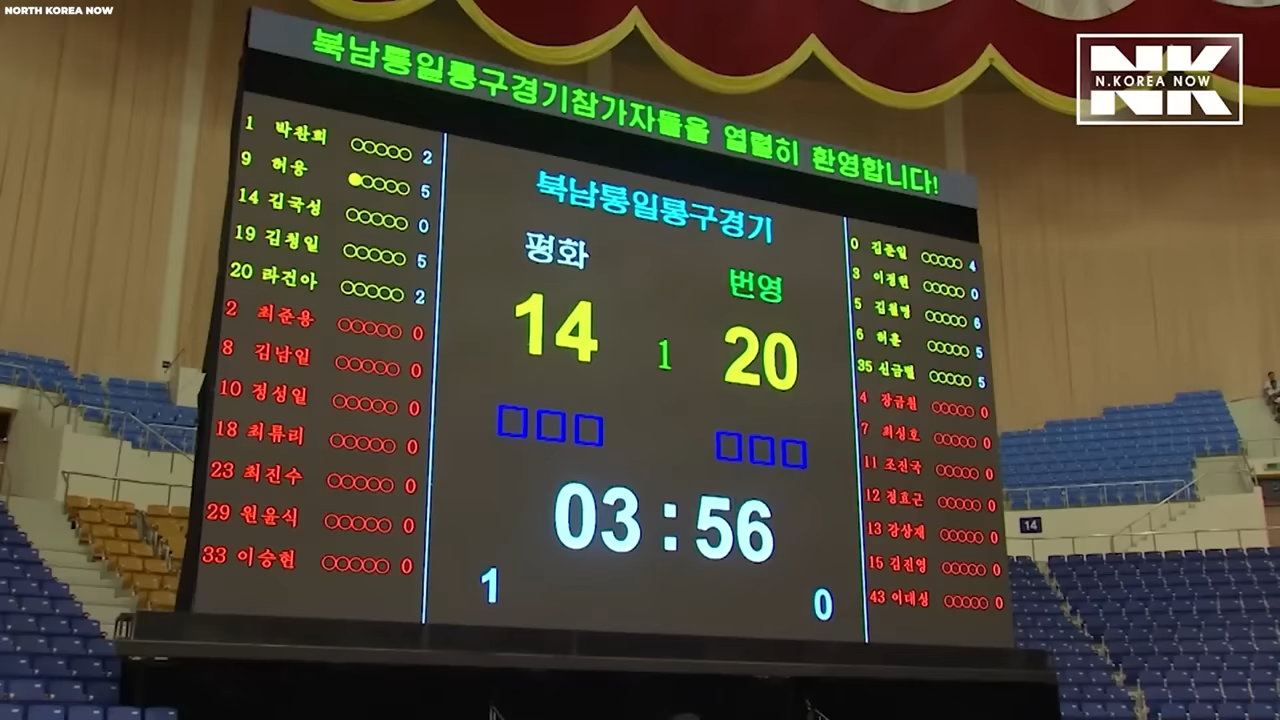 NORTH KOREA NOW
NK
N.KOREA NOW
북남통일롱구경기참가자들을 열렬히 환영합니다!
1 박찬희 2
9 허웅 5
14 김국성 0
19 김청일 5
20 라건아 2
2 최준용 0
8 김남일 0
10 정성일 0
18 최류리 0
23 최진수 0
29 원윤식 0
33 이승현 0
북남통일롱구경기
평화
번영
14 1 20
03:56
1 0
0 김준일 4
3 이정현 0
5 김철명 6
6 허훈 5
35 신금별 5
4 장금철 0
7 최성호 0
11 조진국 0
12 정효근 0
13 강상재 0
15 김진영 0
43 이대성 0
14